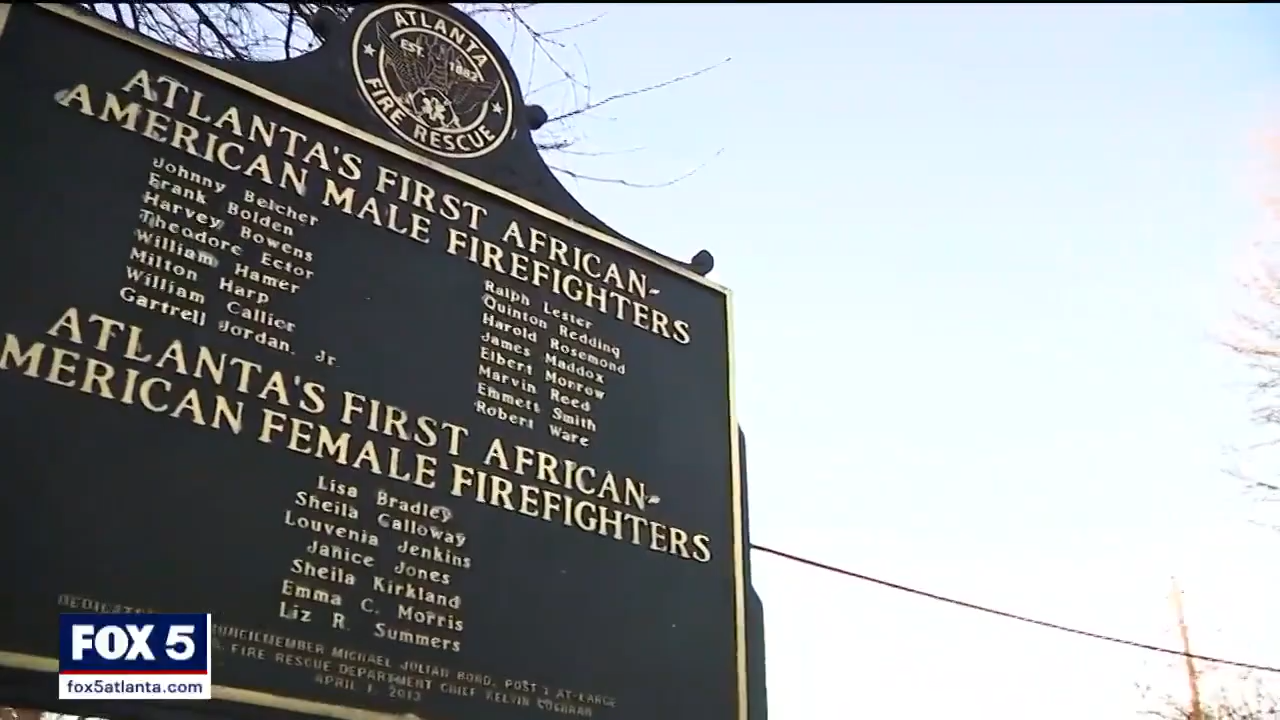 ATLANTA
EST. 1882
FIRE RESCUE
ATLANTA'S FIRST AFRICAN-
AMERICAN MALE FIREFIGHTERS
Johnny Belcher
Frank Bolden
Harvey Bowens
Theodore Ector
William Hamer
Milton Harp
William Callier
Gartrell Jordan, Jr.
Ralph Lester
Quinton Redding
Harold Rosemond
James Maddox
Elbert Morrow
Marvin Reed
Emmett Smith
Robert Ware
ATLANTA'S FIRST AFRICAN-
MERICAN FEMALE FIREFIGHTERS
Lisa Bradley
Sheila Calloway
Louvenia Jenkins
Janice Jones
Sheila Kirkland
Emma C. Morris
Liz R. Summers
UNCILMEMBER MICHAEL JULIAN BOND, POST 1 AT-LARGE
FIRE RESCUE DEPARTMENT CHIEF KELVIN COCHRAN
APRIL 1, 2013
FOX 5
fox5atlanta.com